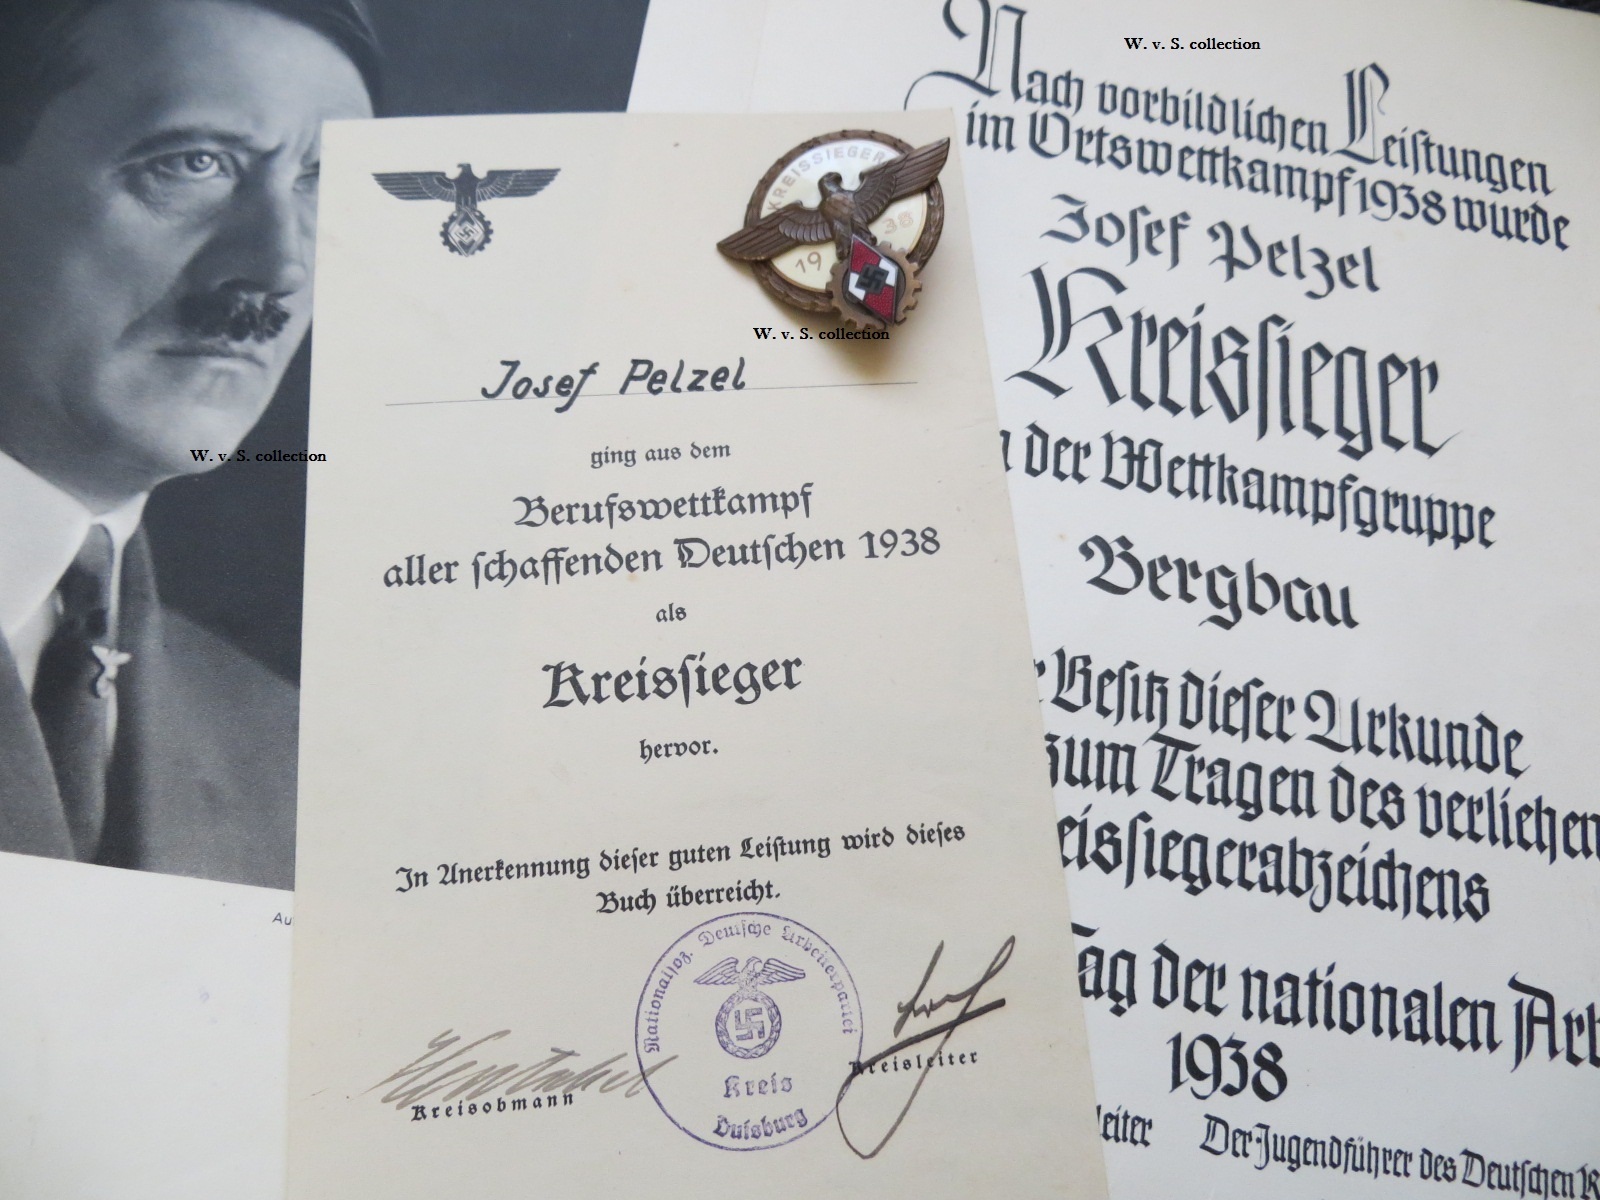 W. v. S. collection
KREISSIEGER
1938
W. v. S. collection
Josef Pelzel
ging aus dem
Berufswettkampf
aller schaffenden Deutschen 1938
als
Kreissieger
hervor.
In Anerkennung dieser guten Leistung wird dieses
Buch überreicht.
Nationalsoz. Deutsche Arbeiterpartei
Kreis
Duisburg
Kreisobmann
Kreisleiter
W. v. S. collection
Au
Nach vorbildlichen Leistungen
im Ortswettkampf 1938 wurde
Josef Pelzel
Kreissieger
der Wettkampfgruppe
Bergbau
Besitz dieser Urkunde
zum Tragen des verliehen
eissiegerabzeichens
Tag der nationalen Arb
1938
leiter Der Jugendführer des Deutschen R